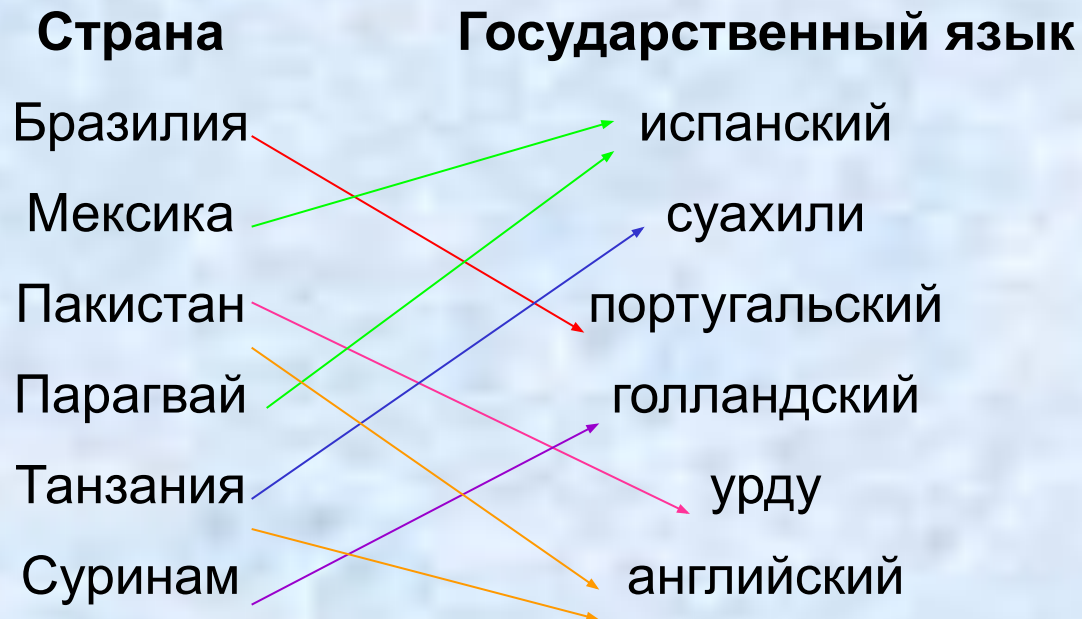 Страна Государственный язык
Бразилия испанский
Мексика суахили
Пакистан португальский
Парагвай голландский
Танзания урду
Суринам английский